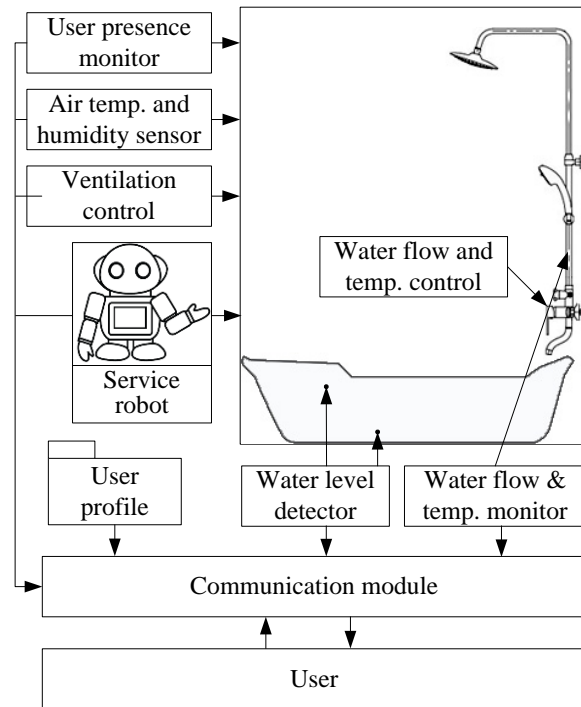 User presence
monitor
Air temp. and
humidity sensor
Ventilation
control
Water flow and
temp. control
Service
robot
User
profile
Water level
detector
Water flow &
temp. monitor
Communication module
User